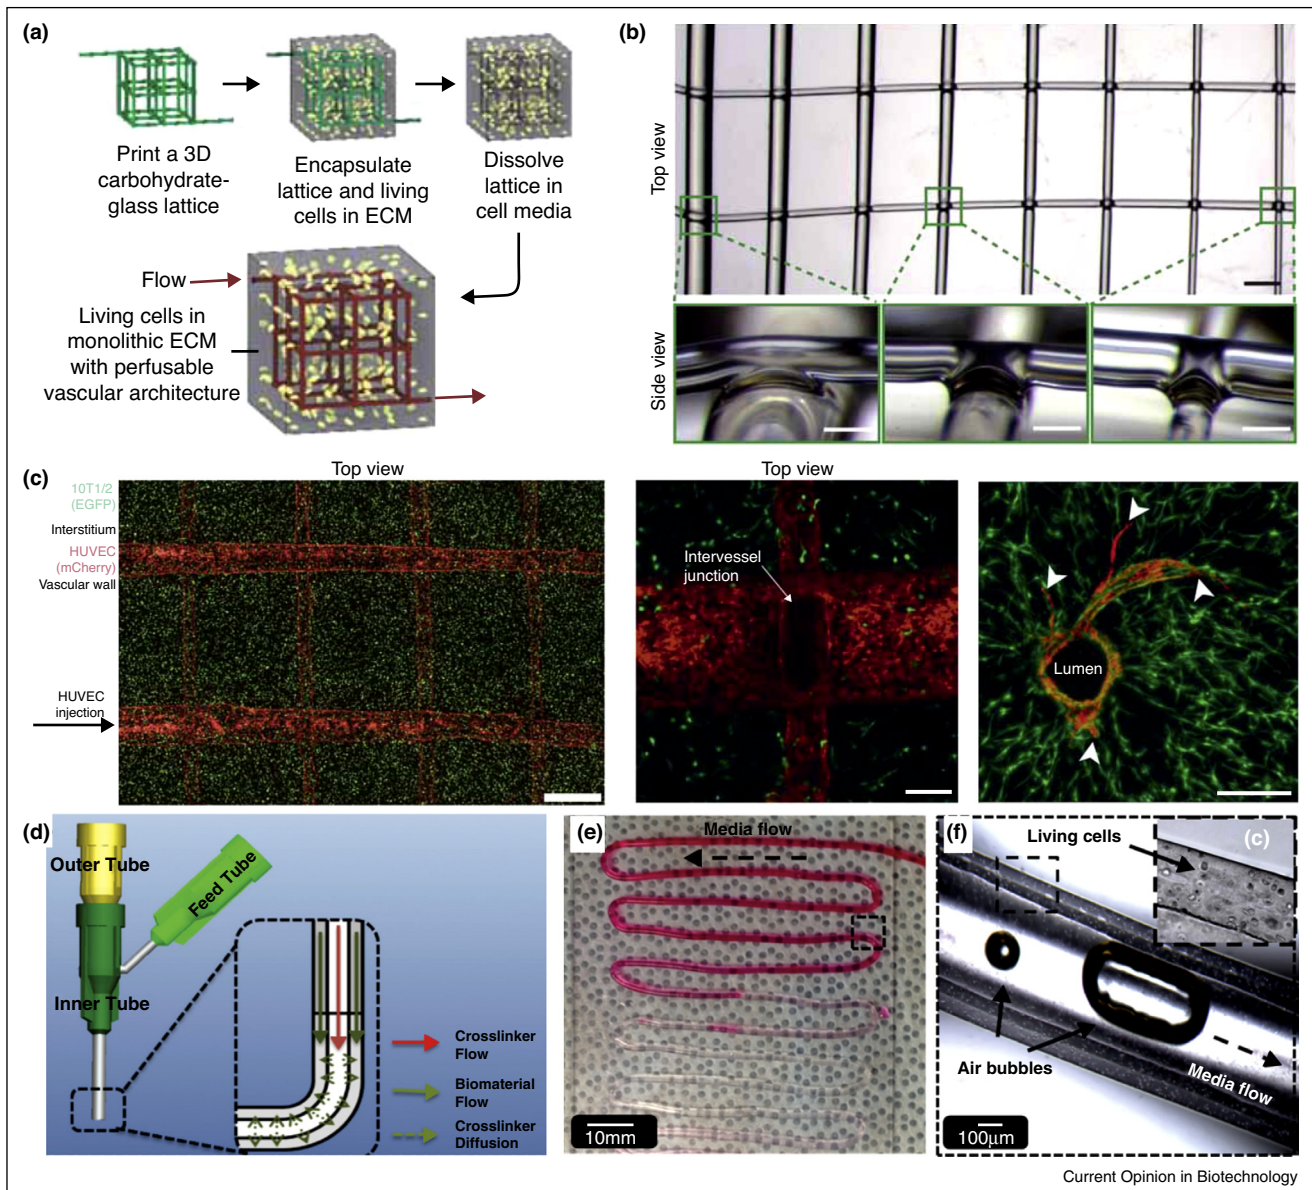 (a)
Print a 3D
carbohydrate-
glass lattice
Encapsulate
lattice and living
cells in ECM
Dissolve
lattice in
cell media
Flow
Living cells in
monolithic ECM
with perfusable
vascular architecture
(b)
Top view
Side view
(c)
Top view
10T1/2
(EGFP)
Interstitium
HUVEC
(mCherry)
Vascular wall
HUVEC
injection
Top view
Intervessel
junction
Lumen
(d)
Outer Tube
Feed Tube
Inner Tube
Crosslinker
Flow
Biomaterial
Flow
Crosslinker
Diffusion
(e)
Media flow
10mm
(f)
Living cells
(c)
Air bubbles
Media flow
100μm
Current Opinion in Biotechnology